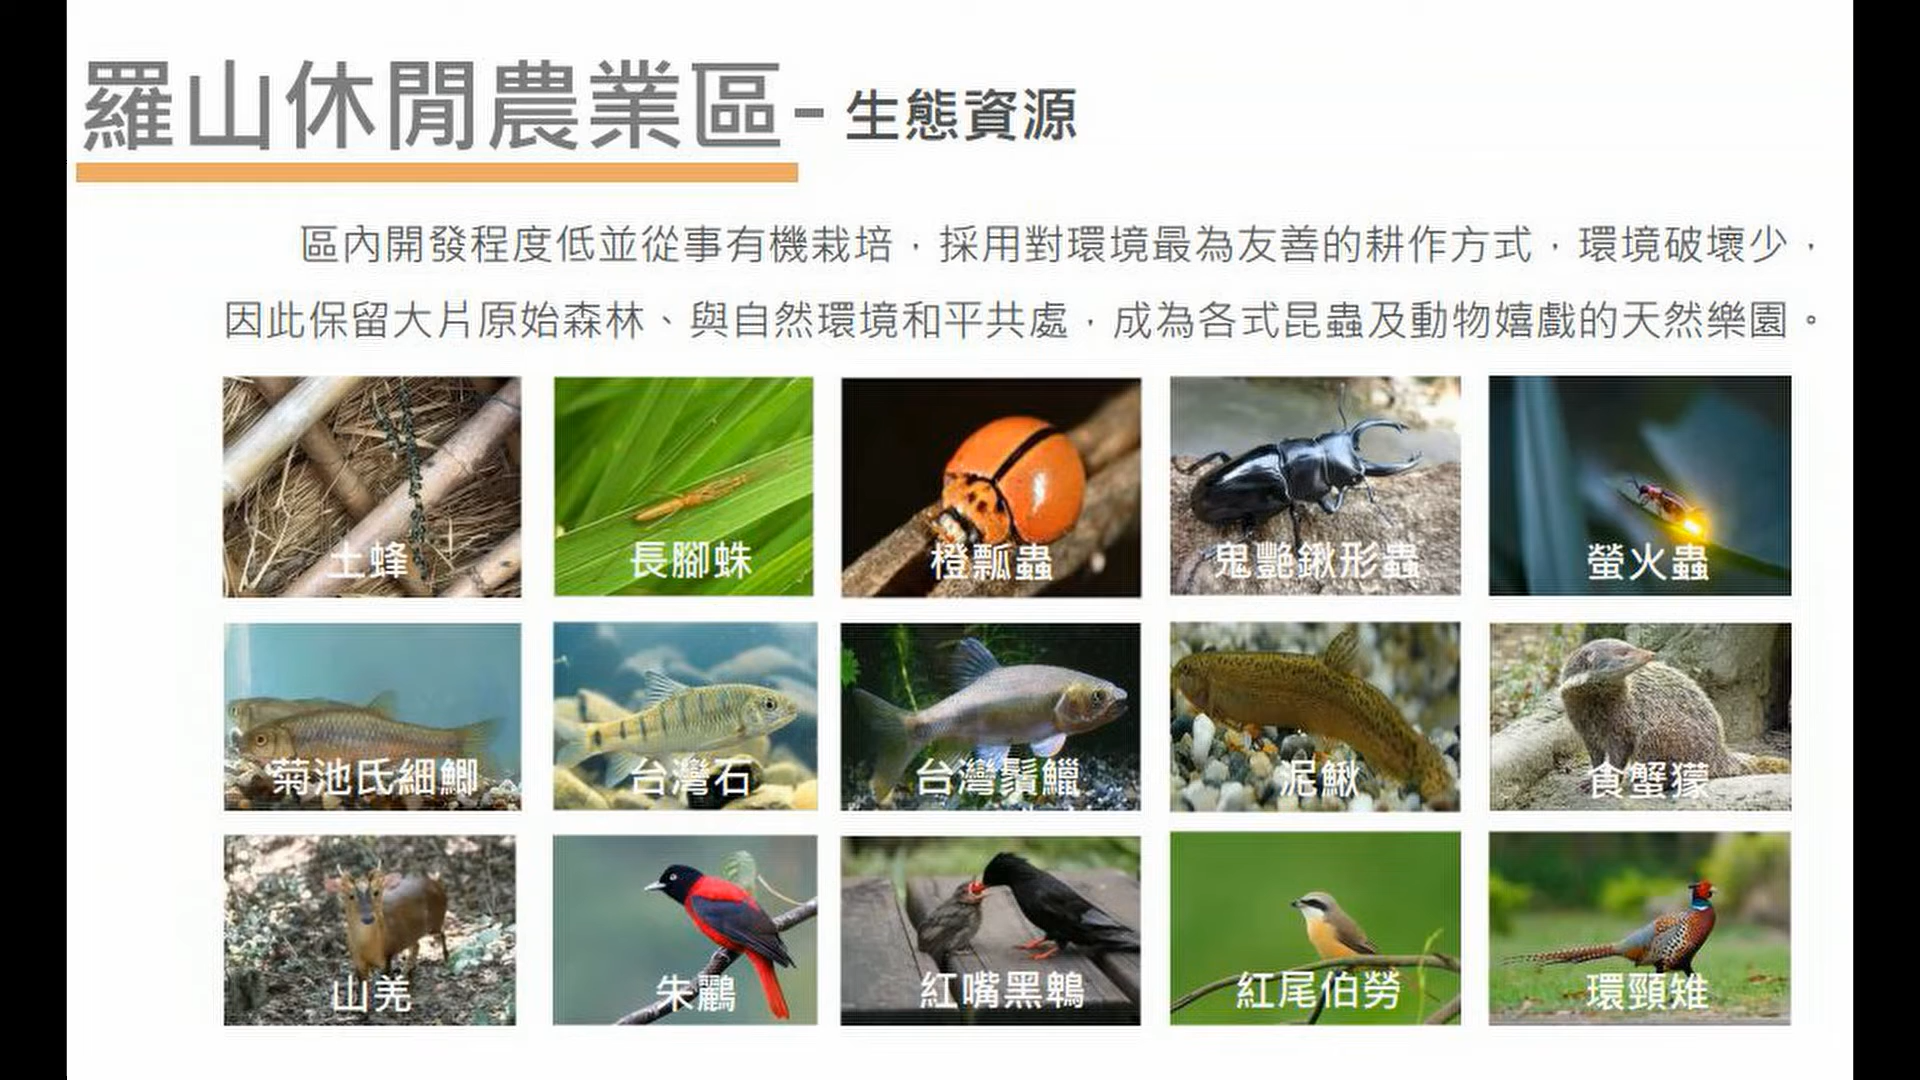 羅山休閒農業區-生態資源
區內開發程度低並從事有機栽培，採用對環境最為友善的耕作方式，環境破壞少，
因此保留大片原始森林、與自然環境和平共處，成為各式昆蟲及動物嬉戲的天然樂園。
土蜂
長腳蛛
橙瓢蟲
鬼艷鍬形蟲
螢火蟲
菊池氏細鯽
台灣石
台灣鬚鱲
泥鰍
食蟹獴
山羌
朱鸝
紅嘴黑鵯
紅尾伯勞
環頸雉